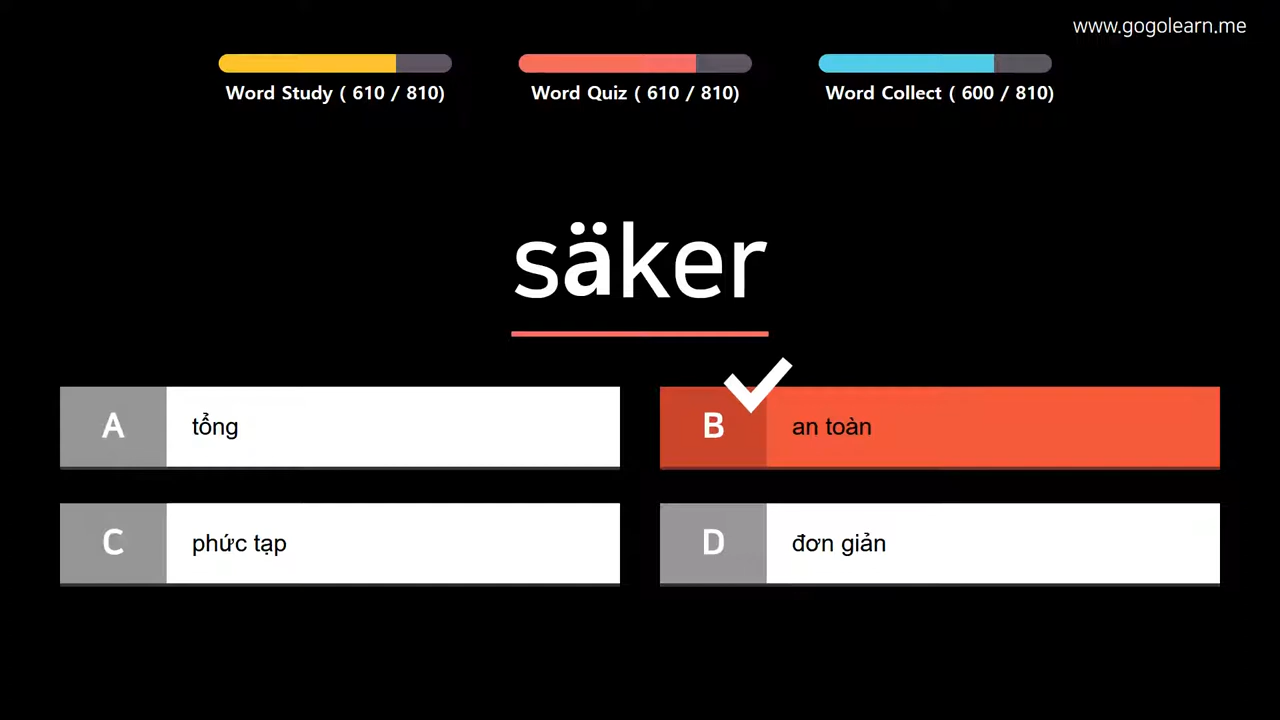 www.gogolearn.me
Word Study ( 610 / 810)
Word Quiz ( 610 / 810)
Word Collect ( 600 / 810)
säker
A tổng
B an toàn
C phức tạp
D đơn giản